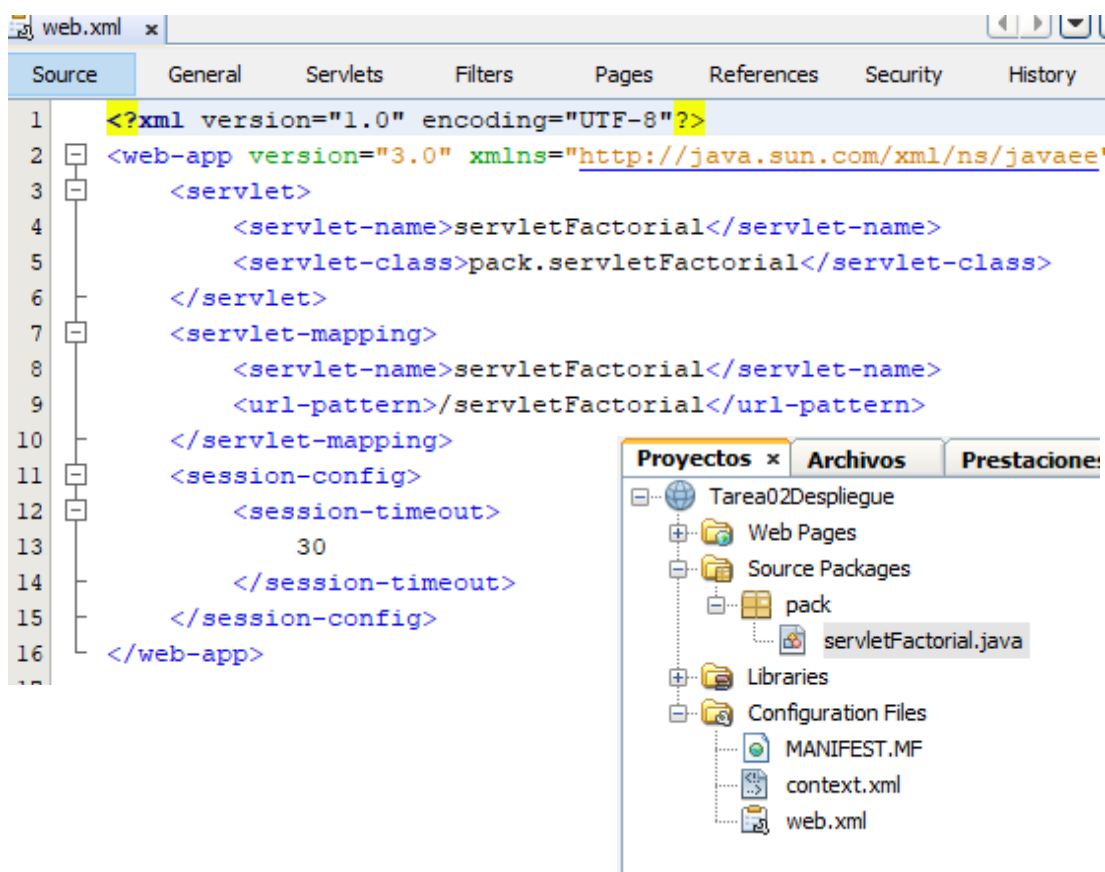 web.xml x
Source General Servlets Filters Pages References Security History
1 <?xml version="1.0" encoding="UTF-8"?>
2 <web-app version="3.0" xmlns="http://java.sun.com/xml/ns/javaee"
3 <servlet>
4 <servlet-name>servletFactorial</servlet-name>
5 <servlet-class>pack.servletFactorial</servlet-class>
6 </servlet>
7 <servlet-mapping>
8 <servlet-name>servletFactorial</servlet-name>
9 <url-pattern>/servletFactorial</url-pattern>
10 </servlet-mapping>
11 <session-config>
12 <session-timeout>
13 30
14 </session-timeout>
15 </session-config>
16 </web-app>
Proyectos x Archivos Prestaciones
Tarea02Despliegue
Web Pages
Source Packages
pack
servletFactorial.java
Libraries
Configuration Files
MANIFEST.MF
context.xml
web.xml